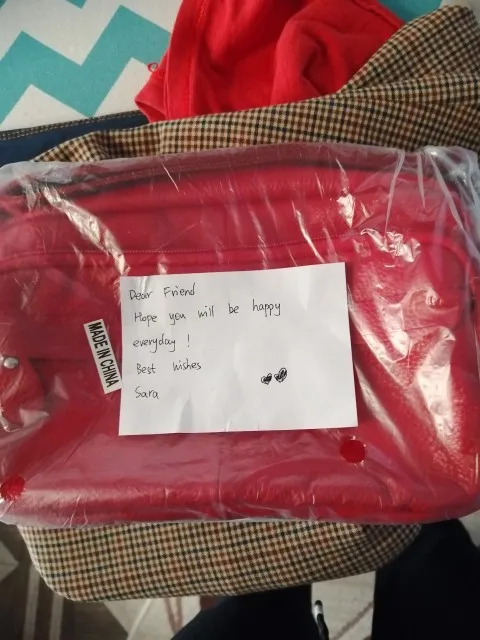 Dear Friend
Hope you will be happy
everyday !
Best wishes
Sara
MADE IN CHINA